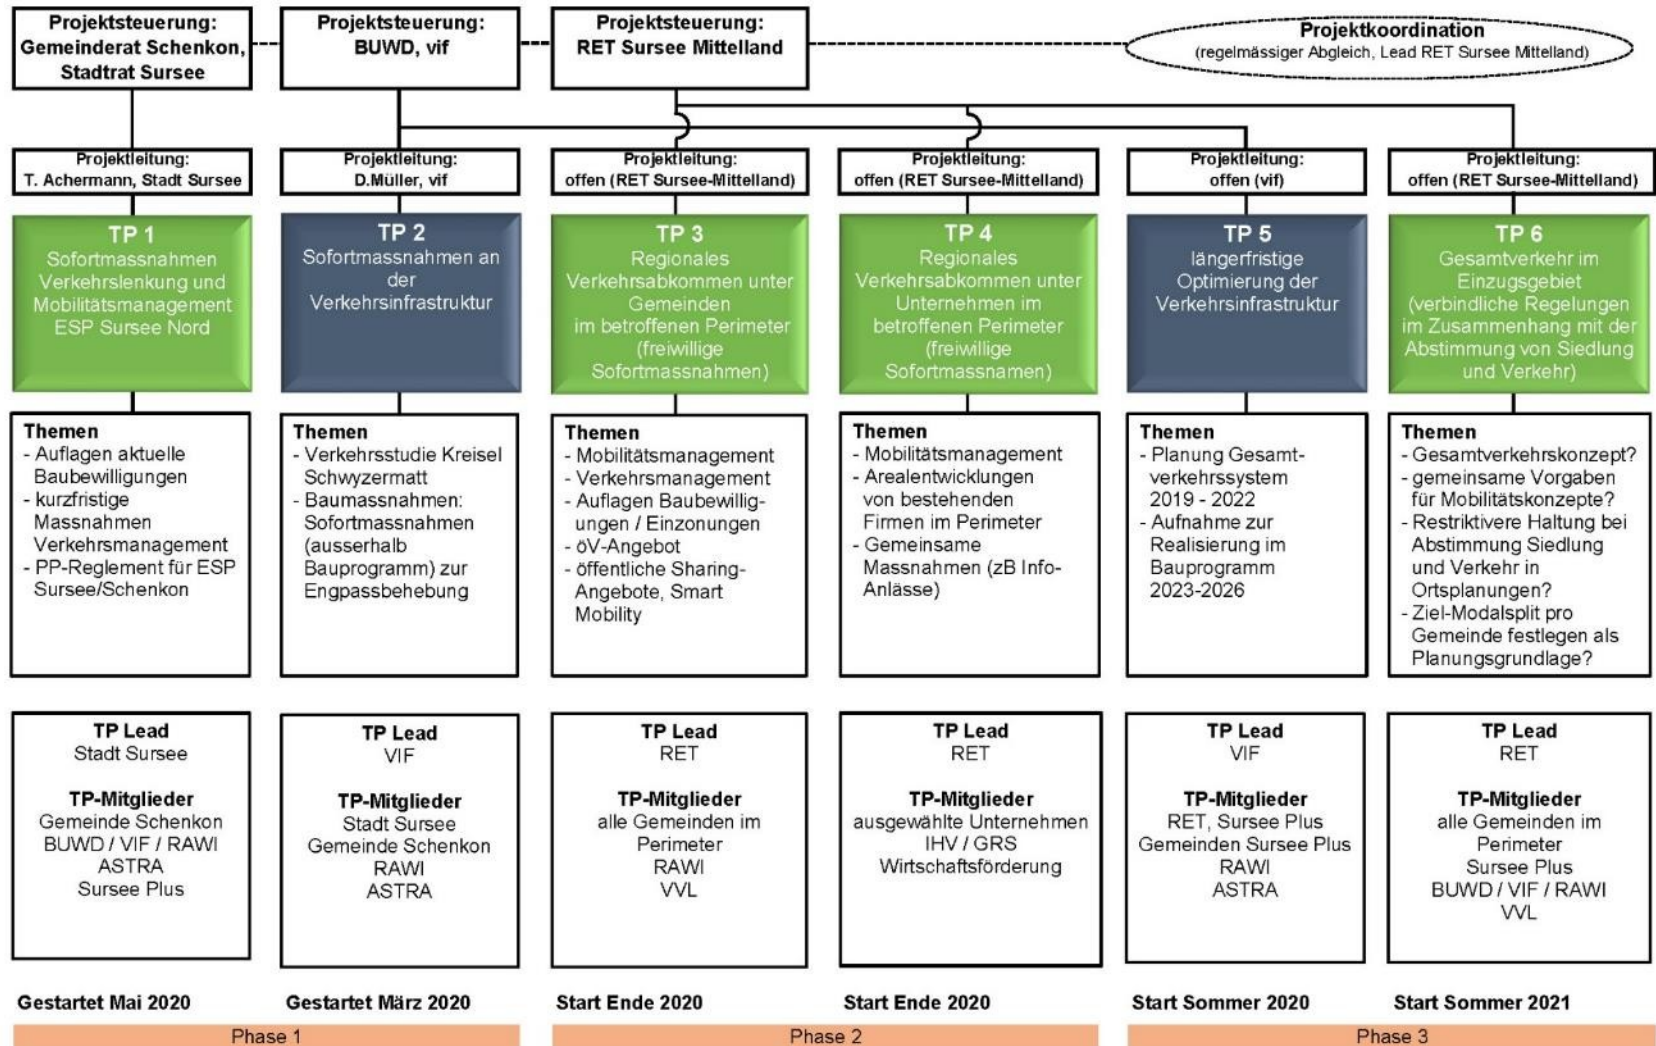 Projektsteuerung:
Gemeinderat Schenkon,
Stadtrat Sursee
Projektsteuerung:
BUWD, vif
Projektsteuerung:
RET Sursee Mittelland
Projektkoordination
(regelmässiger Abgleich, Lead RET Sursee Mittelland)
Projektleitung:
T. Achermann, Stadt Sursee
Projektleitung:
D.Müller, vif
Projektleitung:
offen (RET Sursee-Mittelland)
Projektleitung:
offen (RET Sursee-Mittelland)
Projektleitung:
offen (vif)
Projektleitung:
offen (RET Sursee-Mittelland)
TP 1
Sofortmassnahmen
Verkehrslenkung und
Mobilitätsmanagement
ESP Sursee Nord
TP 2
Sofortmassnahmen an
der
Verkehrsinfrastruktur
TP 3
Regionales
Verkehrsabkommen unter
Gemeinden
im betroffenen Perimeter
(freiwillige
Sofortmassnahmen)
TP 4
Regionales
Verkehrsabkommen unter
Unternehmen im
betroffenen Perimeter
(freiwillige
Sofortmassnamen)
TP 5
längerfristige
Optimierung der
Verkehrsinfrastruktur
TP 6
Gesamtverkehr im
Einzugsgebiet
(verbindliche Regelungen
im Zusammenhang mit der
Abstimmung von Siedlung
und Verkehr)
Themen
- Auflagen aktuelle
Baubewilligungen
- kurzfristige
Massnahmen
Verkehrsmanagement
- PP-Reglement für ESP
Sursee/Schenkon
Themen
- Verkehrsstudie Kreisel
Schwyzermatt
- Baumassnahmen:
Sofortmassnahmen
(ausserhalb
Bauprogramm) zur
Engpassbehebung
Themen
- Mobilitätsmanagement
- Verkehrsmanagement
- Auflagen Baubewillig-
ungen / Einzonungen
- öV-Angebot
- öffentliche Sharing-
Angebote, Smart
Mobility
Themen
- Mobilitätsmanagement
- Arealentwicklungen
von bestehenden
Firmen im Perimeter
- Gemeinsame
Massnahmen (zB Info-
Anlässe)
Themen
- Planung Gesamt-
verkehrssystem
2019 - 2022
- Aufnahme zur
Realisierung im
Bauprogramm
2023-2026
Themen
- Gesamtverkehrskonzept?
- gemeinsame Vorgaben
für Mobilitätskonzepte?
- Restriktivere Haltung bei
Abstimmung Siedlung
und Verkehr in
Ortsplanungen?
- Ziel-Modalsplit pro
Gemeinde festlegen als
Planungsgrundlage?
TP Lead
Stadt Sursee
TP-Mitglieder
Gemeinde Schenkon
BUWD / VIF / RAWI
ASTRA
Sursee Plus
TP Lead
VIF
TP-Mitglieder
Stadt Sursee
Gemeinde Schenkon
RAWI
ASTRA
TP Lead
RET
TP-Mitglieder
alle Gemeinden im
Perimeter
RAWI
VVL
TP Lead
RET
TP-Mitglieder
ausgewählte Unternehmen
IHV / GRS
Wirtschaftsförderung
TP Lead
VIF
TP-Mitglieder
RET, Sursee Plus
Gemeinden Sursee Plus
RAWI
ASTRA
TP Lead
RET
TP-Mitglieder
alle Gemeinden im
Perimeter
Sursee Plus
BUWD / VIF / RAWI
VVL
Gestartet Mai 2020
Gestartet März 2020
Start Ende 2020
Start Ende 2020
Start Sommer 2020
Start Sommer 2021
Phase 1
Phase 2
Phase 3